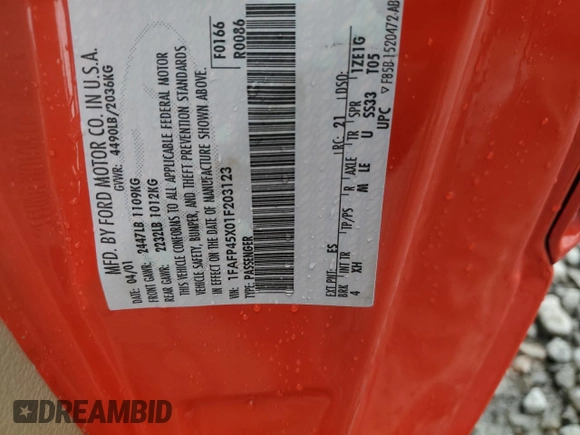 MFD. BY FORD MOTOR CO. IN U.S.A.
DATE: 04/01 GVWR: 4490LB/2036KG
FRONT GAWR: 2447LB 1109KG
REAR GAWR: 2232LB 1012KG
THIS VEHICLE CONFORMS TO ALL APPLICABLE FEDERAL MOTOR
VEHICLE SAFETY, BUMPER, AND THEFT PREVENTION STANDARDS
IN EFFECT ON THE DATE OF MANUFACTURE SHOWN ABOVE.
VIN: 1FAFP45X01F203123 F0166
TYPE: PASSENGER R0086
EXT PNT: ES RC: 21 DSO:
BRK INT TR TP/PS R AXLE TR SPR 1ZE1G
4 XH M LE U SS33 T05
UPC ▽F85B-1520472-AB
DREAMBID